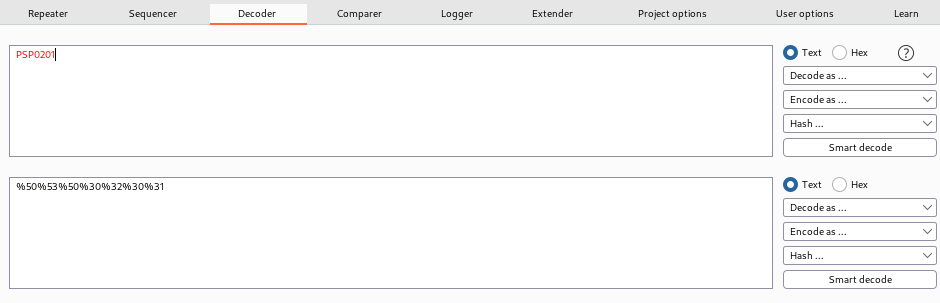 Repeater Sequencer Decoder Comparer Logger Extender Project options User options Learn
PSP0201
Text Hex ?
Decode as ...
Encode as ...
Hash ...
Smart decode
%50%53%50%30%32%30%31
Text Hex
Decode as ...
Encode as ...
Hash ...
Smart decode